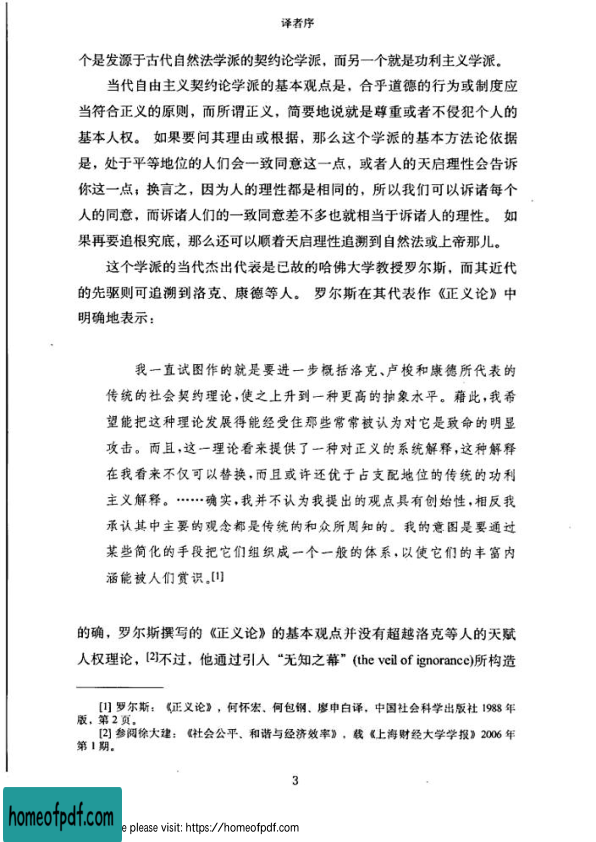 译者序
个是发源于古代自然法学派的契约论学派，而另一个就是功利主义学派。
当代自由主义契约论学派的基本观点是，合乎道德的行为或制度应
当符合正义的原则，而所谓正义，简要地说就是尊重或者不侵犯个人的
基本人权。 如果要问其理由或根据，那么这个学派的基本方法论依据
是，处于平等地位的人们会一致同意这一点，或者人的天启理性会告诉
你这一点；换言之，因为人的理性都是相同的，所以我们可以诉诸每个
人的同意，而诉诸人们的一致同意差不多也就相当于诉诸人的理性。 如
果再要追根究底，那么还可以顺着天启理性追溯到自然法或上帝那儿。
这个学派的当代杰出代表是已故的哈佛大学教授罗尔斯，而其近代
的先驱则可追溯到洛克、康德等人。 罗尔斯在其代表作《正义论》中
明确地表示：
我一直试图作的就是要进一步概括洛克、卢梭和康德所代表的
传统的社会契约理论，使之上升到一种更高的抽象水平。藉此，我希
望能把这种理论发展得能经受住那些常常被认为对它是致命的明显
攻击。而且，这一理论看来提供了一种对正义的系统解释，这种解释
在我看来不仅可以替换，而且或许还优于占支配地位的传统的功利
主义解释。……确实，我并不认为我提出的观点具有创始性，相反我
承认其中主要的观念都是传统的和众所周知的。我的意图是要通过
某些简化的手段把它们组织成一个一般的体系，以使它们的丰富内
涵能被人们赏识。[1]
的确，罗尔斯撰写的《正义论》的基本观点并没有超越洛克等人的天赋
人权理论，[2]不过，他通过引入“无知之幕”(the veil of ignorance)所构造
[1] 罗尔斯：《正义论》，何怀宏、何包钢、廖申白译，中国社会科学出版社 1988 年
版，第 2 页。
[2] 参阅徐大建：《社会公平、和谐与经济效率》，载《上海财经大学学报》2006 年
第 1 期。
3
homeofpdf.com
e please visit: https://homeofpdf.com